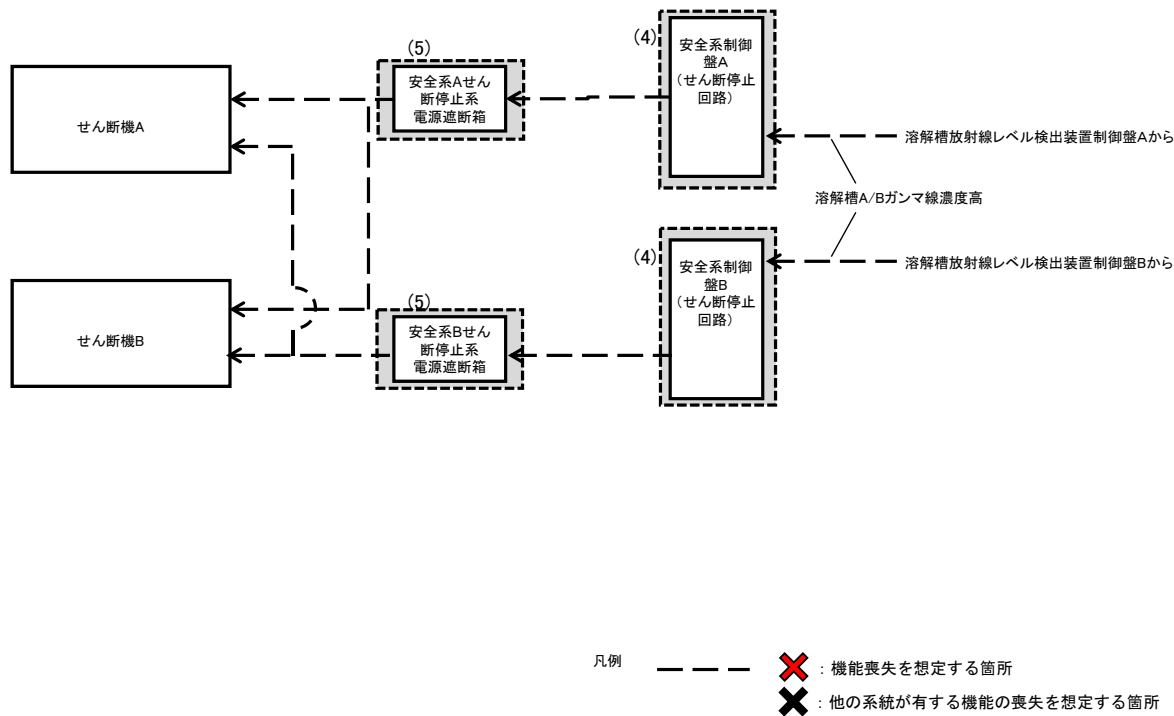 (4)
安全系制御
盤A
(せん断停止
回路)
(5)
安全系Aせん
断停止系
電源遮断箱
せん断機A
溶解槽放射線レベル検出装置制御盤Aから
溶解槽A/Bガンマ線濃度高
(4)
安全系制御
盤B
(せん断停止
回路)
溶解槽放射線レベル検出装置制御盤Bから
(5)
安全系Bせん
断停止系
電源遮断箱
せん断機B
凡例
：機能喪失を想定する箇所
：他の系統が有する機能の喪失を想定する箇所